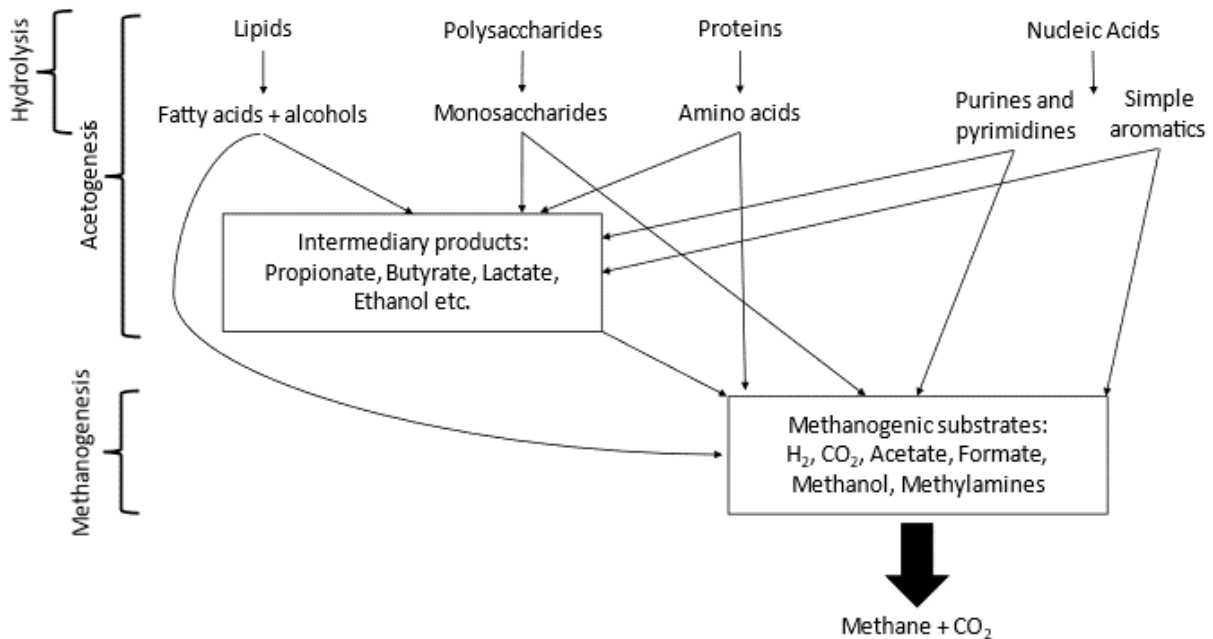 Hydrolysis
Acetogenesis
Methanogenesis
Lipids
Polysaccharides
Proteins
Nucleic Acids
Fatty acids + alcohols
Monosaccharides
Amino acids
Purines and
pyrimidines
Simple
aromatics
Intermediary products:
Propionate, Butyrate, Lactate,
Ethanol etc.
Methanogenic substrates:
H₂, CO₂, Acetate, Formate,
Methanol, Methylamines
Methane + CO₂